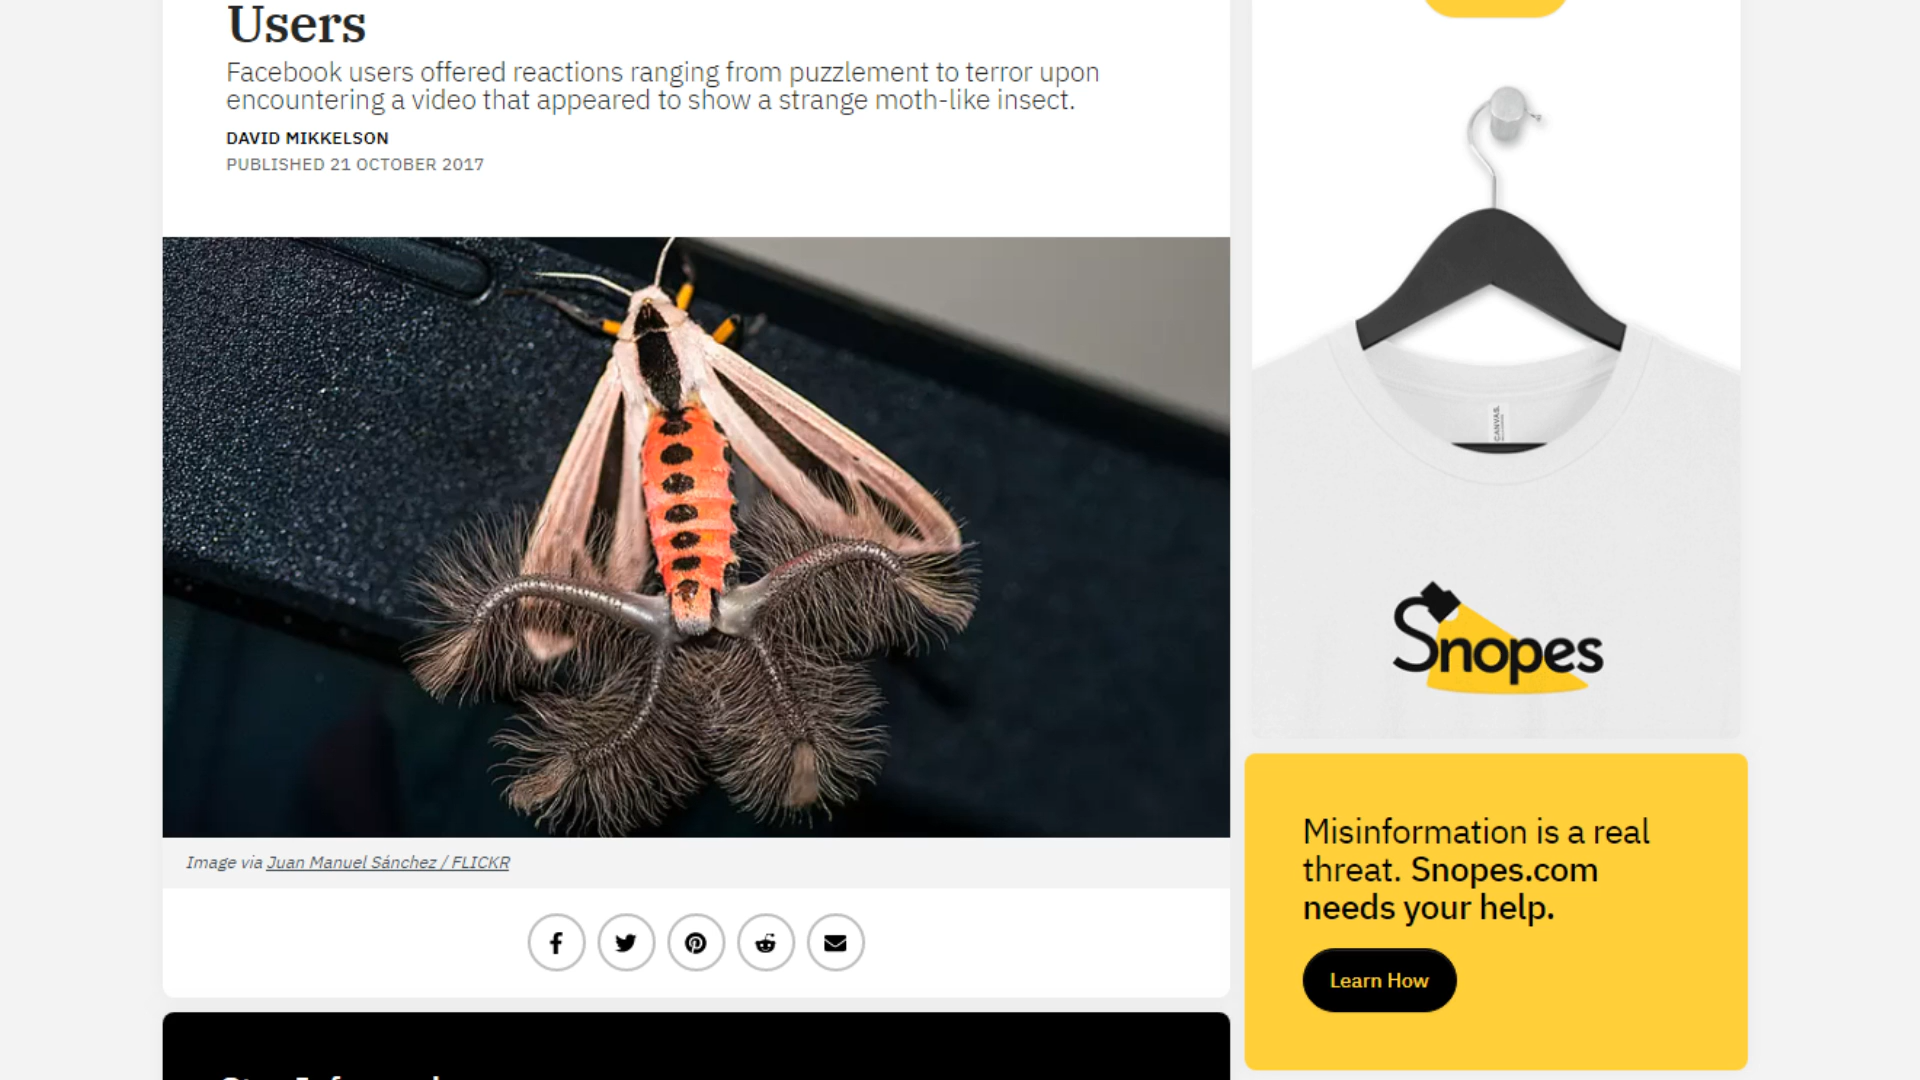 Users
Facebook users offered reactions ranging from puzzlement to terror upon
encountering a video that appeared to show a strange moth-like insect.
DAVID MIKKELSON
PUBLISHED 21 OCTOBER 2017
Image via Juan Manuel Sánchez / FLICKR
CANVAS.
Snopes
Misinformation is a real
threat. Snopes.com
needs your help.
Learn How